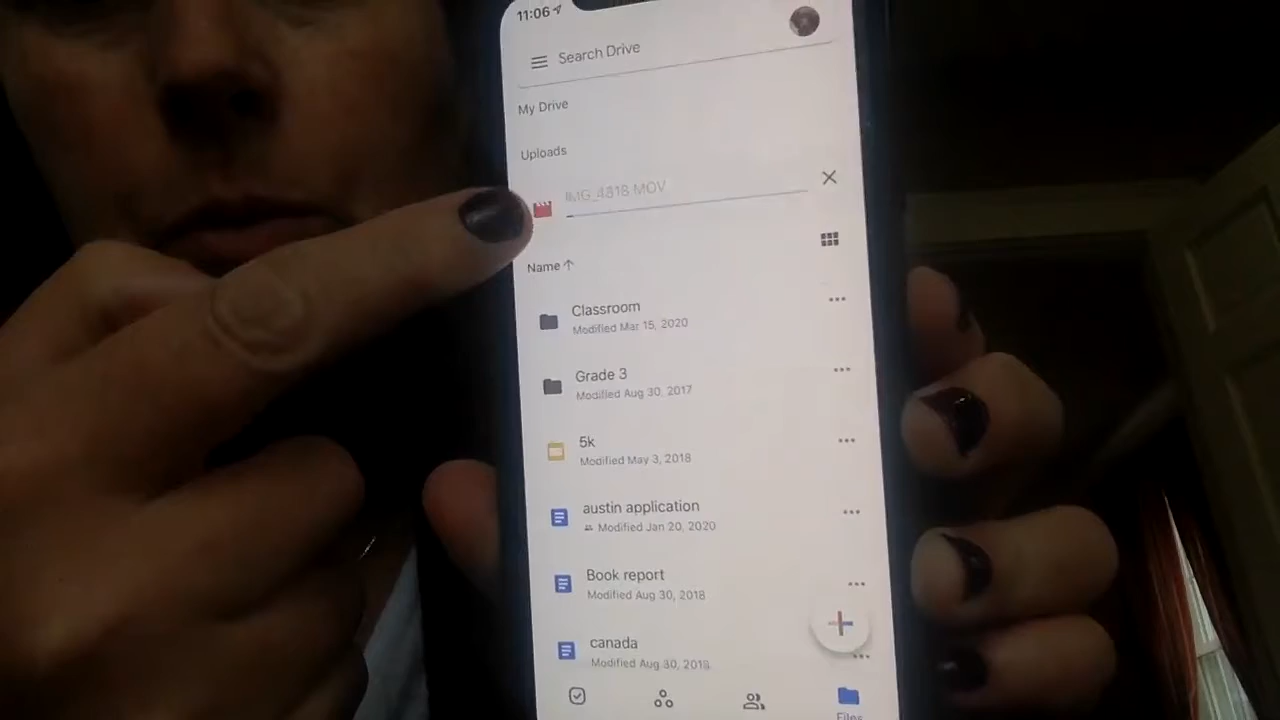 11:06
Search Drive
My Drive
Uploads
IMG_4818.MOV
Name ↑
Classroom
Modified Mar 15, 2020
Grade 3
Modified Aug 30, 2017
5k
Modified May 3, 2018
austin application
Modified Jan 20, 2020
Book report
Modified Aug 30, 2018
canada
Modified Aug 30, 2018
Files